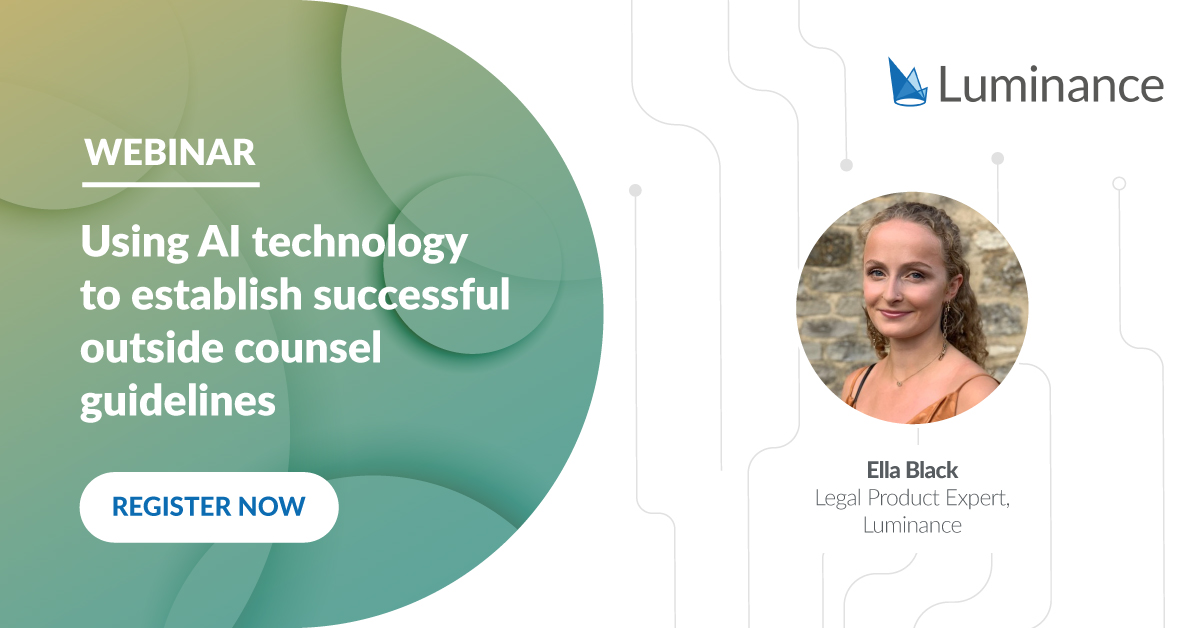 WEBINAR
Using AI technology
to establish successful
outside counsel
guidelines
REGISTER NOW
Luminance
Ella Black
Legal Product Expert,
Luminance